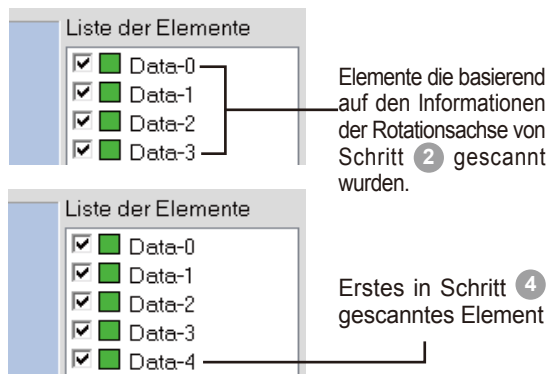 Liste der Elemente
Data-0
Data-1
Data-2
Data-3
Elemente die basierend
auf den Informationen
der Rotationsachse von
Schritt 2 gescannt
wurden.
Liste der Elemente
Data-0
Data-1
Data-2
Data-3
Data-4
Erstes in Schritt 4
gescanntes Element